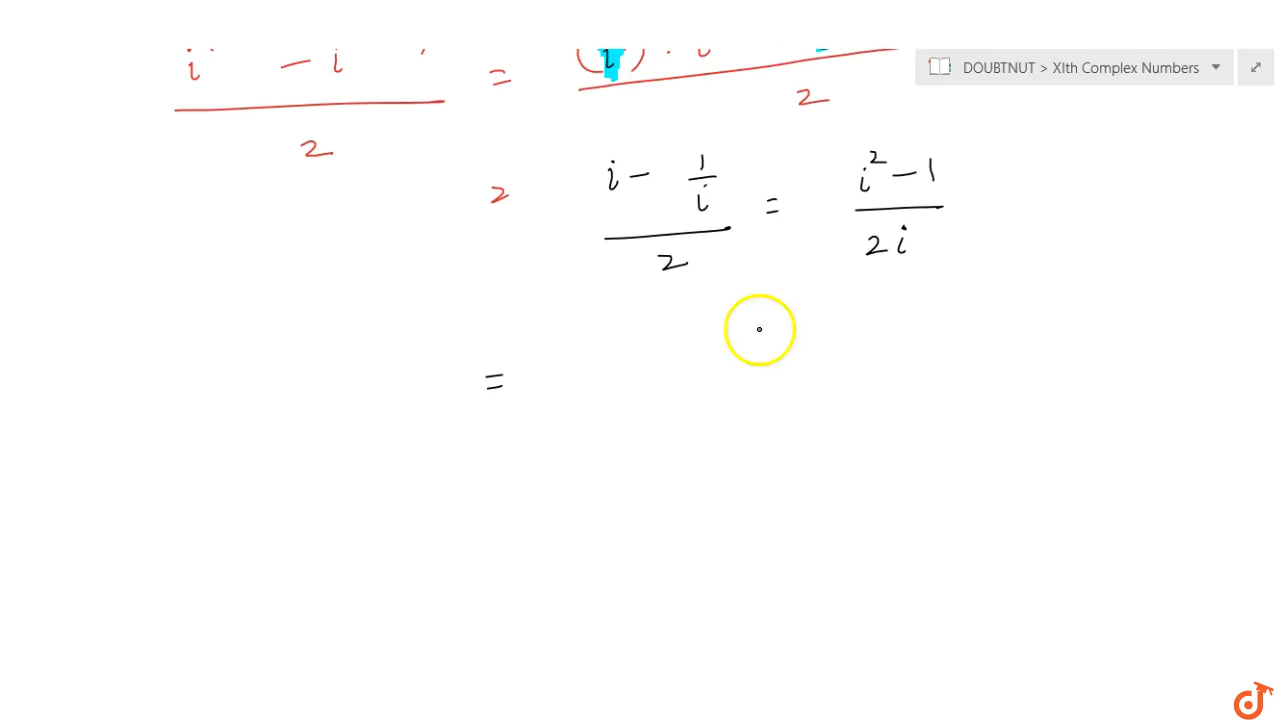 DOUBTNUT > XIth Complex Numbers
i - i =
2
2
i - 1/i = i² - 1
2 2i
=